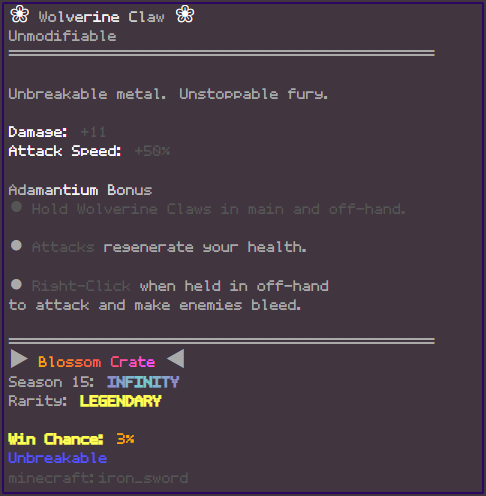 ❀ Wolverine Claw ❀
Unmodifiable
Unbreakable metal. Unstoppable fury.
Damage: +11
Attack Speed: +50%
Adamantium Bonus
● Hold Wolverine Claws in main and off-hand.
● Attacks regenerate your health.
● Right-Click when held in off-hand
to attack and make enemies bleed.
▶ Blossom Crate ◀
Season 15: INFINITY
Rarity: LEGENDARY
Win Chance: 3%
Unbreakable
minecraft:iron_sword